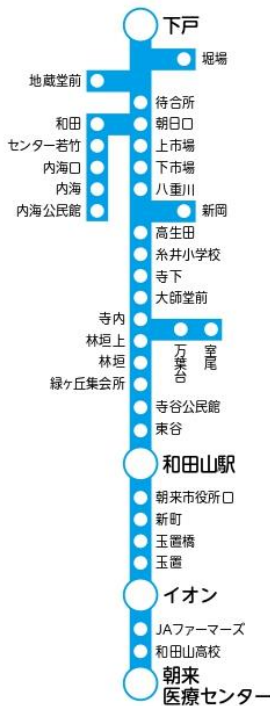 下戸
堀場
地蔵堂前
待合所
和田
朝日口
センター若竹
上市場
内海口
下市場
内海
八重川
内海公民館
新岡
高生田
糸井小学校
寺下
大師堂前
寺内
万葉台
室尾
林垣上
林垣
緑ヶ丘集会所
寺谷公民館
東谷
和田山駅
朝来市役所口
新町
玉置橋
玉置
イオン
JAファーマーズ
和田山高校
朝来
医療センター